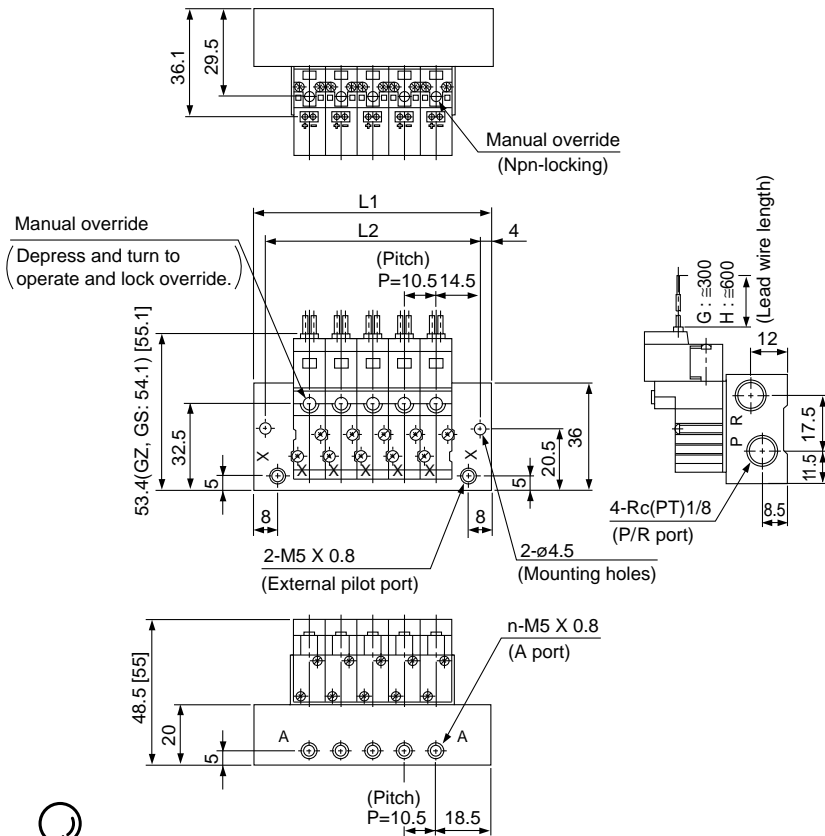 36.1
29.5
+ − + − + − + − + −
Manual override
(Npn-locking)
L1
L2
4
Manual override
(Depress and turn to
operate and lock override.)
(Pitch)
P=10.5
14.5
G : ≅300
H : ≅600
(Lead wire length)
12
53.4(GZ, GS: 54.1) [55.1]
32.5
5
X
X X X X X
X
5
20.5
36
R
P
17.5
11.5
8
8
8.5
4-Rc(PT)1/8
(P/R port)
2-M5 X 0.8
(External pilot port)
2-ø4.5
(Mounting holes)
n-M5 X 0.8
(A port)
48.5 [55]
20
5
A
A
(Pitch)
P=10.5
18.5